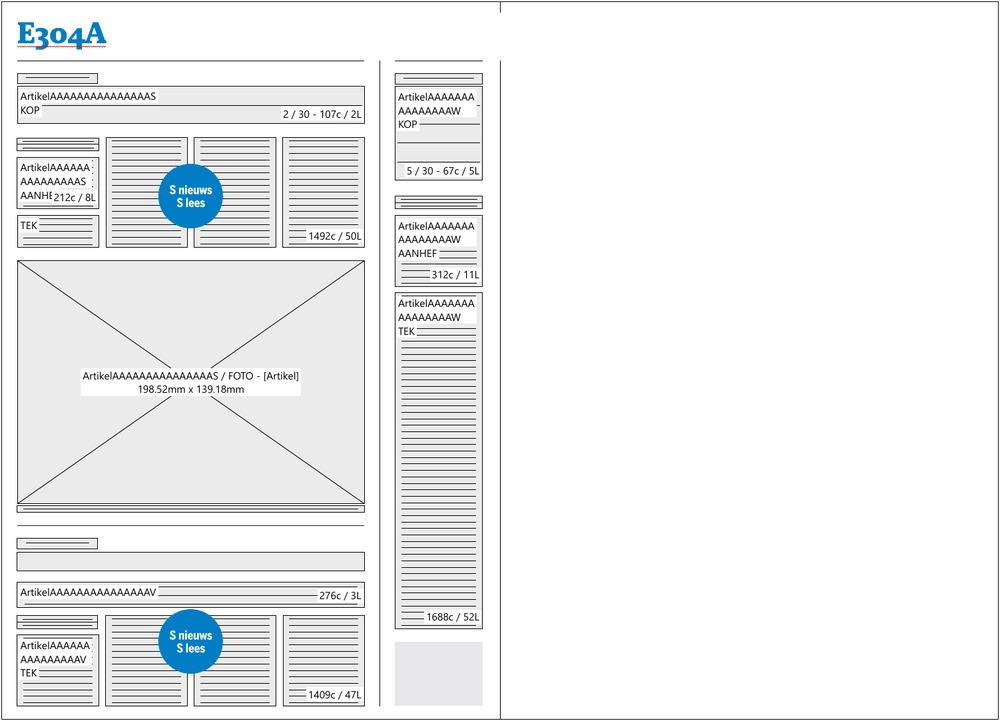 E304A
ArtikelAAAAAAAAAAAAAAAS
KOP
2 / 30 - 107c / 2L
ArtikelAAAAAA
AAAAAAAAAS
AANHE
212c / 8L
TEK
S nieuws
S lees
1492c / 50L
ArtikelAAAAAAAAAAAAAAAS / FOTO - [Artikel]
198.52mm x 139.18mm
ArtikelAAAAAAAAAAAAAAAV
276c / 3L
ArtikelAAAAAA
AAAAAAAAAV
TEK
S nieuws
S lees
1409c / 47L
ArtikelAAAAAAA
AAAAAAAAW
KOP
5 / 30 - 67c / 5L
ArtikelAAAAAAA
AAAAAAAAW
AANHEF
312c / 11L
ArtikelAAAAAAA
AAAAAAAAW
TEK
1688c / 52L